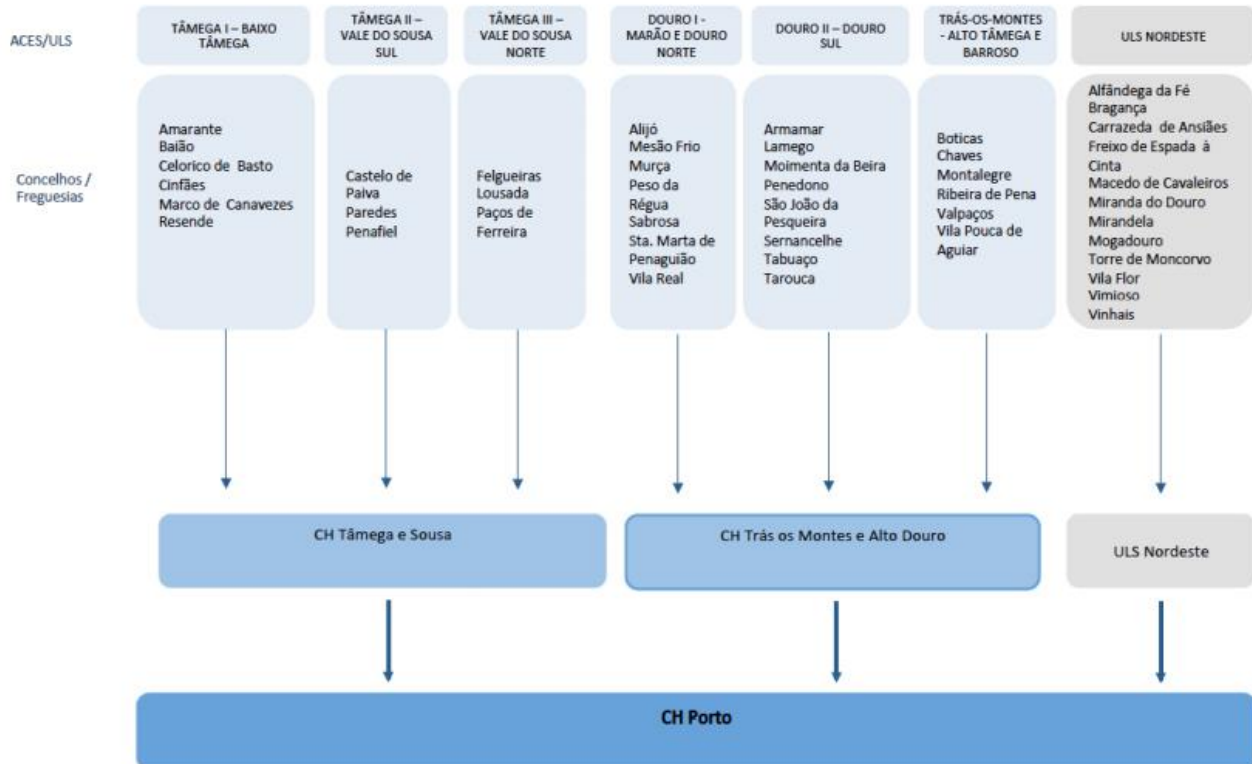 ACES/ULS
TÂMEGA I – BAIXO
TÂMEGA
TÂMEGA II –
VALE DO SOUSA
SUL
TÂMEGA III –
VALE DO SOUSA
NORTE
DOURO I -
MARÃO E DOURO
NORTE
DOURO II – DOURO
SUL
TRÁS-OS-MONTES
- ALTO TÂMEGA E
BARROSO
ULS NORDESTE
Concelhos /
Freguesias
Amarante
Baião
Celorico de Basto
Cinfães
Marco de Canavezes
Resende
Castelo de
Paiva
Paredes
Penafiel
Felgueiras
Lousada
Paços de
Ferreira
Alijó
Mesão Frio
Murça
Peso da
Régua
Sabrosa
Sta. Marta de
Penaguião
Vila Real
Armamar
Lamego
Moimenta da Beira
Penedono
São João da
Pesqueira
Sernancelhe
Tabuaço
Tarouca
Boticas
Chaves
Montalegre
Ribeira de Pena
Valpaços
Vila Pouca de
Aguiar
Alfândega da Fé
Bragança
Carrazeda de Ansiães
Freixo de Espada à
Cinta
Macedo de Cavaleiros
Miranda do Douro
Mirandela
Mogadouro
Torre de Moncorvo
Vila Flor
Vimioso
Vinhais
CH Tâmega e Sousa
CH Trás os Montes e Alto Douro
ULS Nordeste
CH Porto